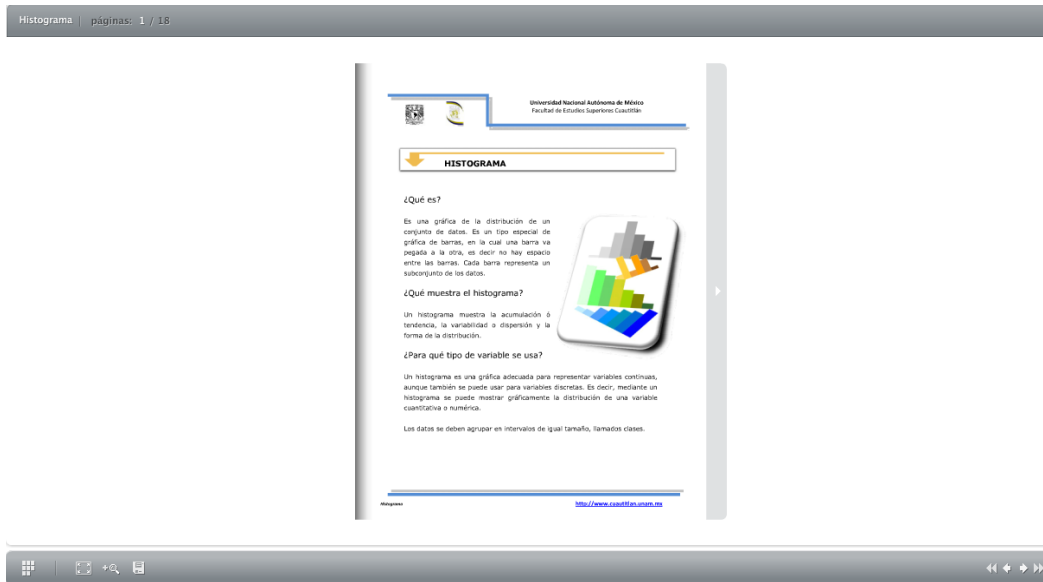 Histograma | páginas: 1 / 18
Universidad Nacional Autónoma de México
Facultad de Estudios Superiores Cuautitlán
HISTOGRAMA
¿Qué es?
Es una gráfica de la distribución de un
conjunto de datos. Es un tipo especial de
gráfica de barras, en la cual una barra va
pegada a la otra, es decir no hay espacio
entre las barras. Cada barra representa un
subconjunto de los datos.
¿Qué muestra el histograma?
Un histograma muestra la acumulación ó
tendencia, la variabilidad o dispersión y la
forma de la distribución.
¿Para qué tipo de variable se usa?
Un histograma es una gráfica adecuada para representar variables continuas,
aunque también se puede usar para variables discretas. Es decir, mediante un
histograma se puede mostrar gráficamente la distribución de una variable
cuantitativa o numérica.
Los datos se deben agrupar en intervalos de igual tamaño, llamados clases.
Histograma
http://www.cuautitlan.unam.mx